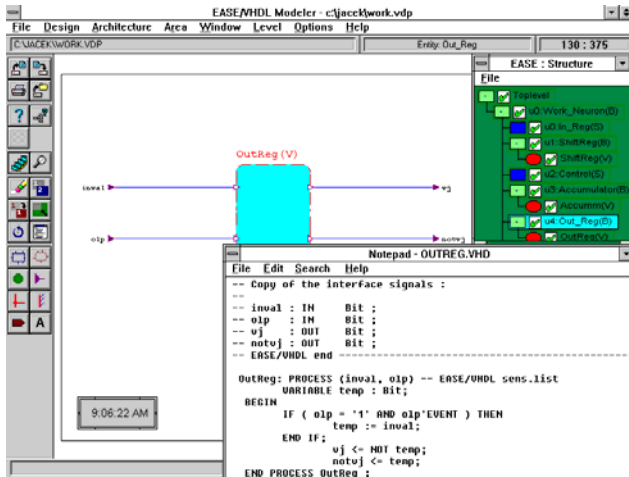 EASE/VHDL Modeler - c:\jacek\work.vdp
File Design Architecture Area Window Level Options Help
C:\JACEK\WORK.VDP Entity: Out_Reg 130 : 375
EASE : Structure
File
Toplevel
u0:Work_Neuron(B)
u0:In_Reg(S)
u1:ShiftReg(B)
ShiftReg(V)
u2:Control(S)
u3:Accumulator(B)
Accumm(V)
u4:Out_Reg(B)
OutReg(V)
OutReg(V)
inval vj
olp notvj
Notepad - OUTREG.VHD
File Edit Search Help
-- Copy of the interface signals :
--
-- inval : IN Bit ;
-- olp : IN Bit ;
-- vj : OUT Bit ;
-- notvj : OUT Bit ;
-- EASE/VHDL end ----------------------------------------
OutReg: PROCESS (inval, olp) -- EASE/VHDL sens.list
VARIABLE temp : Bit;
BEGIN
IF ( olp = '1' AND olp'EVENT ) THEN
temp := inval;
END IF;
vj <= NOT temp;
notvj <= temp;
END PROCESS OutReg ;
9:06:22 AM
A